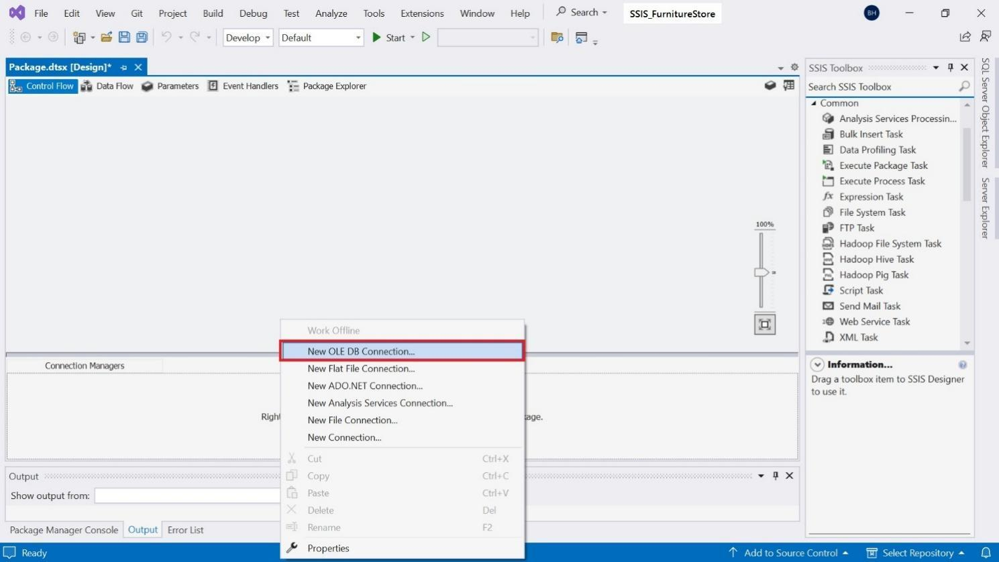 File Edit View Git Project Build Debug Test Analyze Tools Extensions Window Help Search SSIS_FurnitureStore BH
Develop Default Start
Package.dtsx [Design]*
Control Flow Data Flow Parameters Event Handlers Package Explorer
100%
Work Offline
New OLE DB Connection...
New Flat File Connection...
New ADO.NET Connection...
New Analysis Services Connection...
New File Connection...
New Connection...
Cut Ctrl+X
Copy Ctrl+C
Paste Ctrl+V
Delete Del
Rename F2
Properties
Connection Managers
Output
Show output from:
Package Manager Console Output Error List
Ready
Add to Source Control Select Repository
SSIS Toolbox
Search SSIS Toolbox
Common
Analysis Services Processin...
Bulk Insert Task
Data Profiling Task
Execute Package Task
Execute Process Task
Expression Task
File System Task
FTP Task
Hadoop File System Task
Hadoop Hive Task
Hadoop Pig Task
Script Task
Send Mail Task
Web Service Task
XML Task
Information...
Drag a toolbox item to SSIS Designer
to use it.
SQL Server Object Explorer
Server Explorer